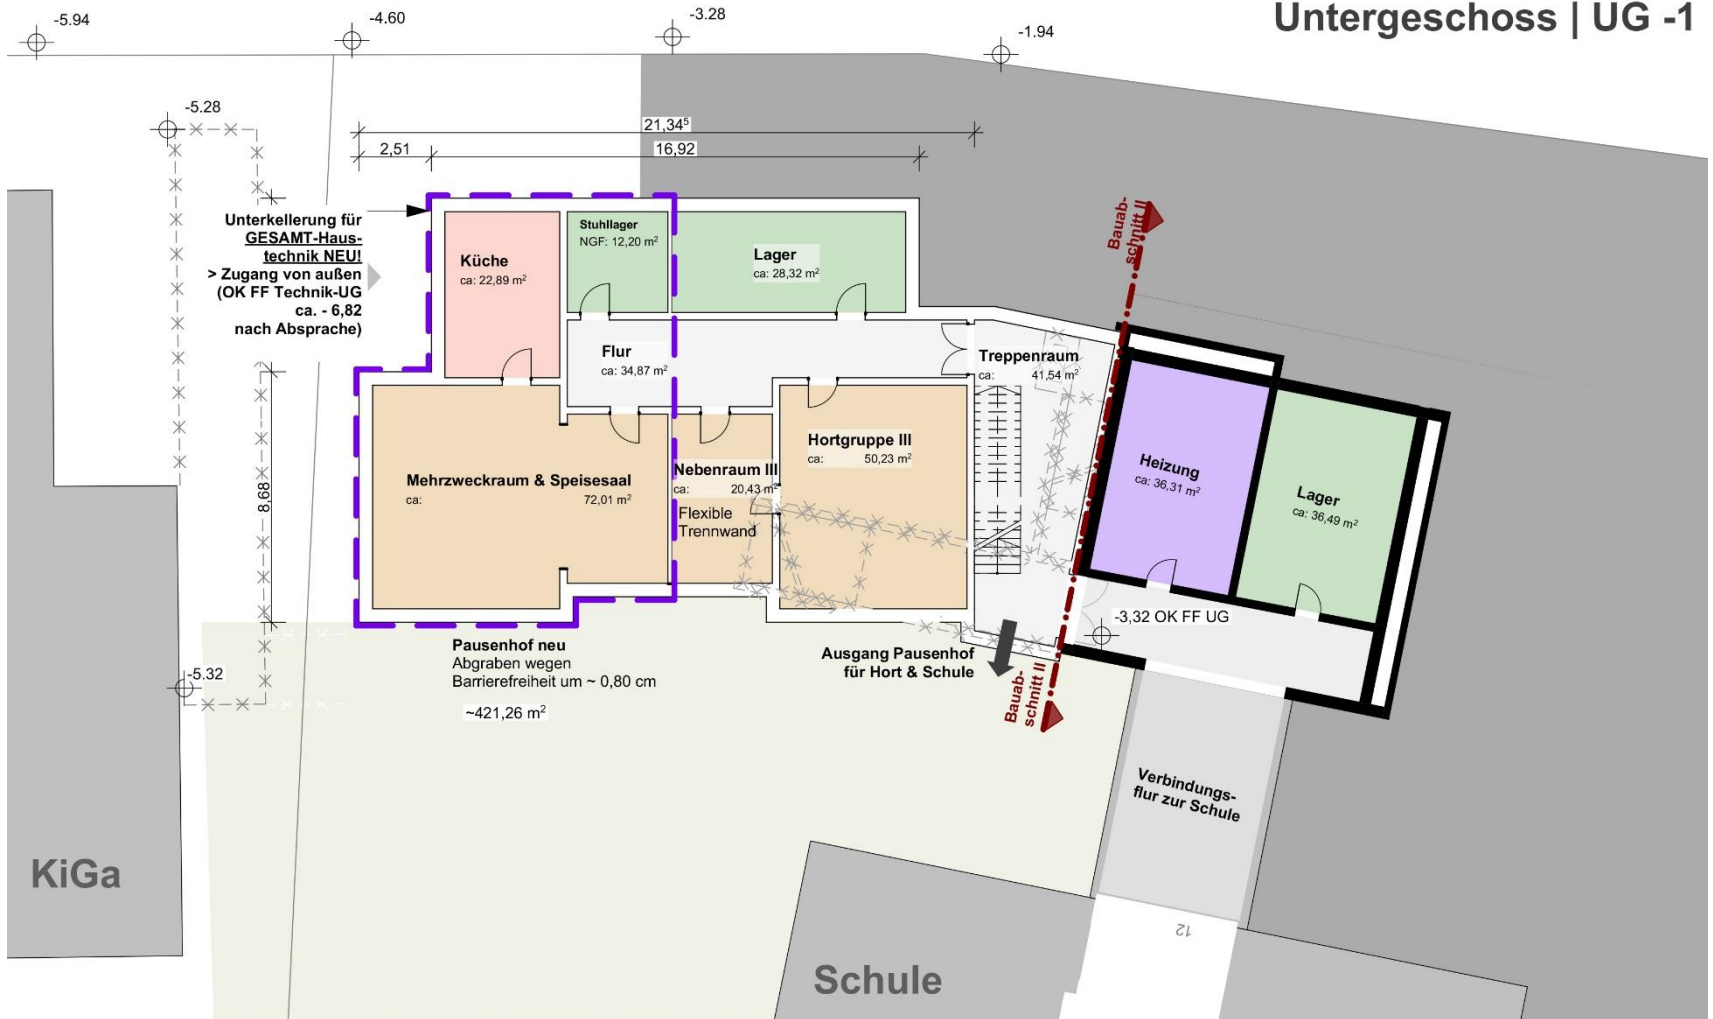 Untergeschoss | UG -1
-5.94
-4.60
-3.28
-1.94
-5.28
21,34⁵
2,51
16,92
Unterkellerung für
GESAMT-Haus-
technik NEU!
> Zugang von außen
(OK FF Technik-UG
ca. - 6,82
nach Absprache)
Küche
ca: 22,89 m²
Stuhllager
NGF: 12,20 m²
Lager
ca: 28,32 m²
Bauab-
schnitt II
Flur
ca: 34,87 m²
Treppenraum
ca: 41,54 m²
Mehrzweckraum & Speisesaal
ca: 72,01 m²
Nebenraum III
ca: 20,43 m²
Flexible
Trennwand
Hortgruppe III
ca: 50,23 m²
Heizung
ca: 36,31 m²
Lager
ca: 36,49 m²
8,68
-3,32 OK FF UG
-5.32
Pausenhof neu
Abgraben wegen
Barrierefreiheit um ~ 0,80 cm
~421,26 m²
Ausgang Pausenhof
für Hort & Schule
Bauab-
schnitt II
Verbindungs-
flur zur Schule
KiGa
12
Schule